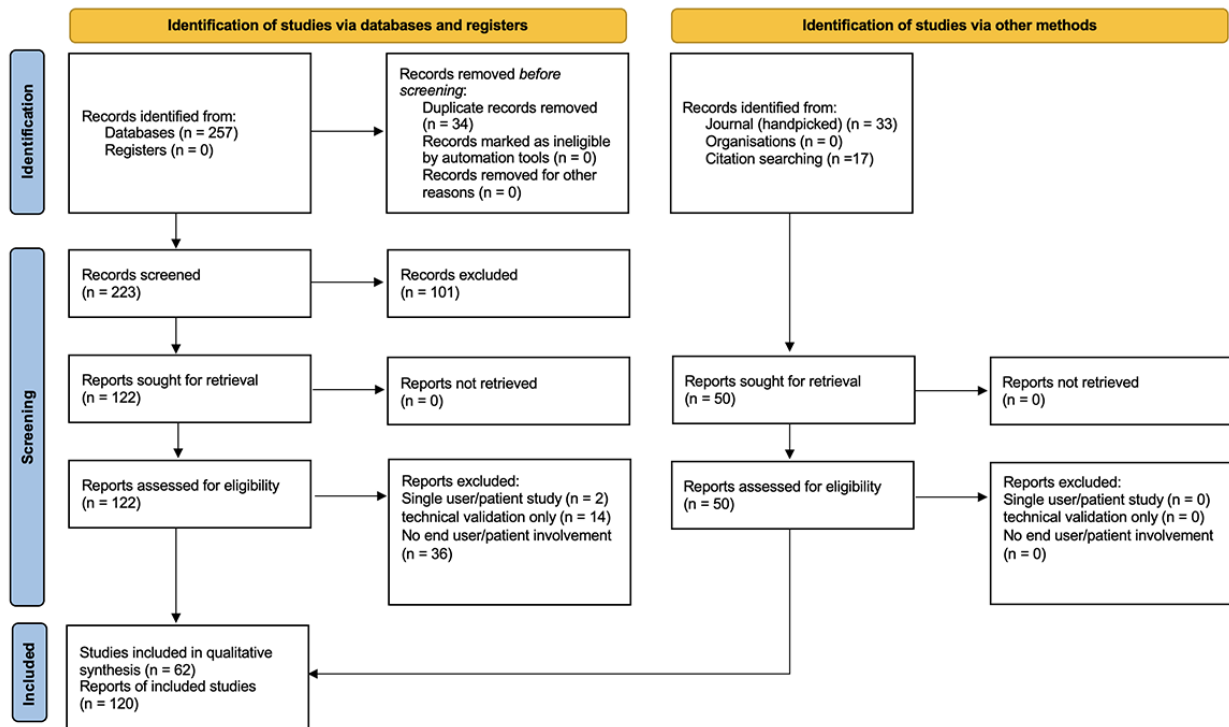 Identification of studies via databases and registers
Identification of studies via other methods
Identification
Records identified from:
Databases (n = 257)
Registers (n = 0)
Records removed before
screening:
Duplicate records removed
(n = 34)
Records marked as ineligible
by automation tools (n = 0)
Records removed for other
reasons (n = 0)
Records identified from:
Journal (handpicked) (n = 33)
Organisations (n = 0)
Citation searching (n =17)
Screening
Records screened
(n = 223)
Records excluded
(n = 101)
Reports sought for retrieval
(n = 122)
Reports not retrieved
(n = 0)
Reports sought for retrieval
(n = 50)
Reports not retrieved
(n = 0)
Reports assessed for eligibility
(n = 122)
Reports excluded:
Single user/patient study (n = 2)
technical validation only (n = 14)
No end user/patient involvement
(n = 36)
Reports assessed for eligibility
(n = 50)
Reports excluded:
Single user/patient study (n = 0)
technical validation only (n = 0)
No end user/patient involvement
(n = 0)
Included
Studies included in qualitative
synthesis (n = 62)
Reports of included studies
(n = 120)